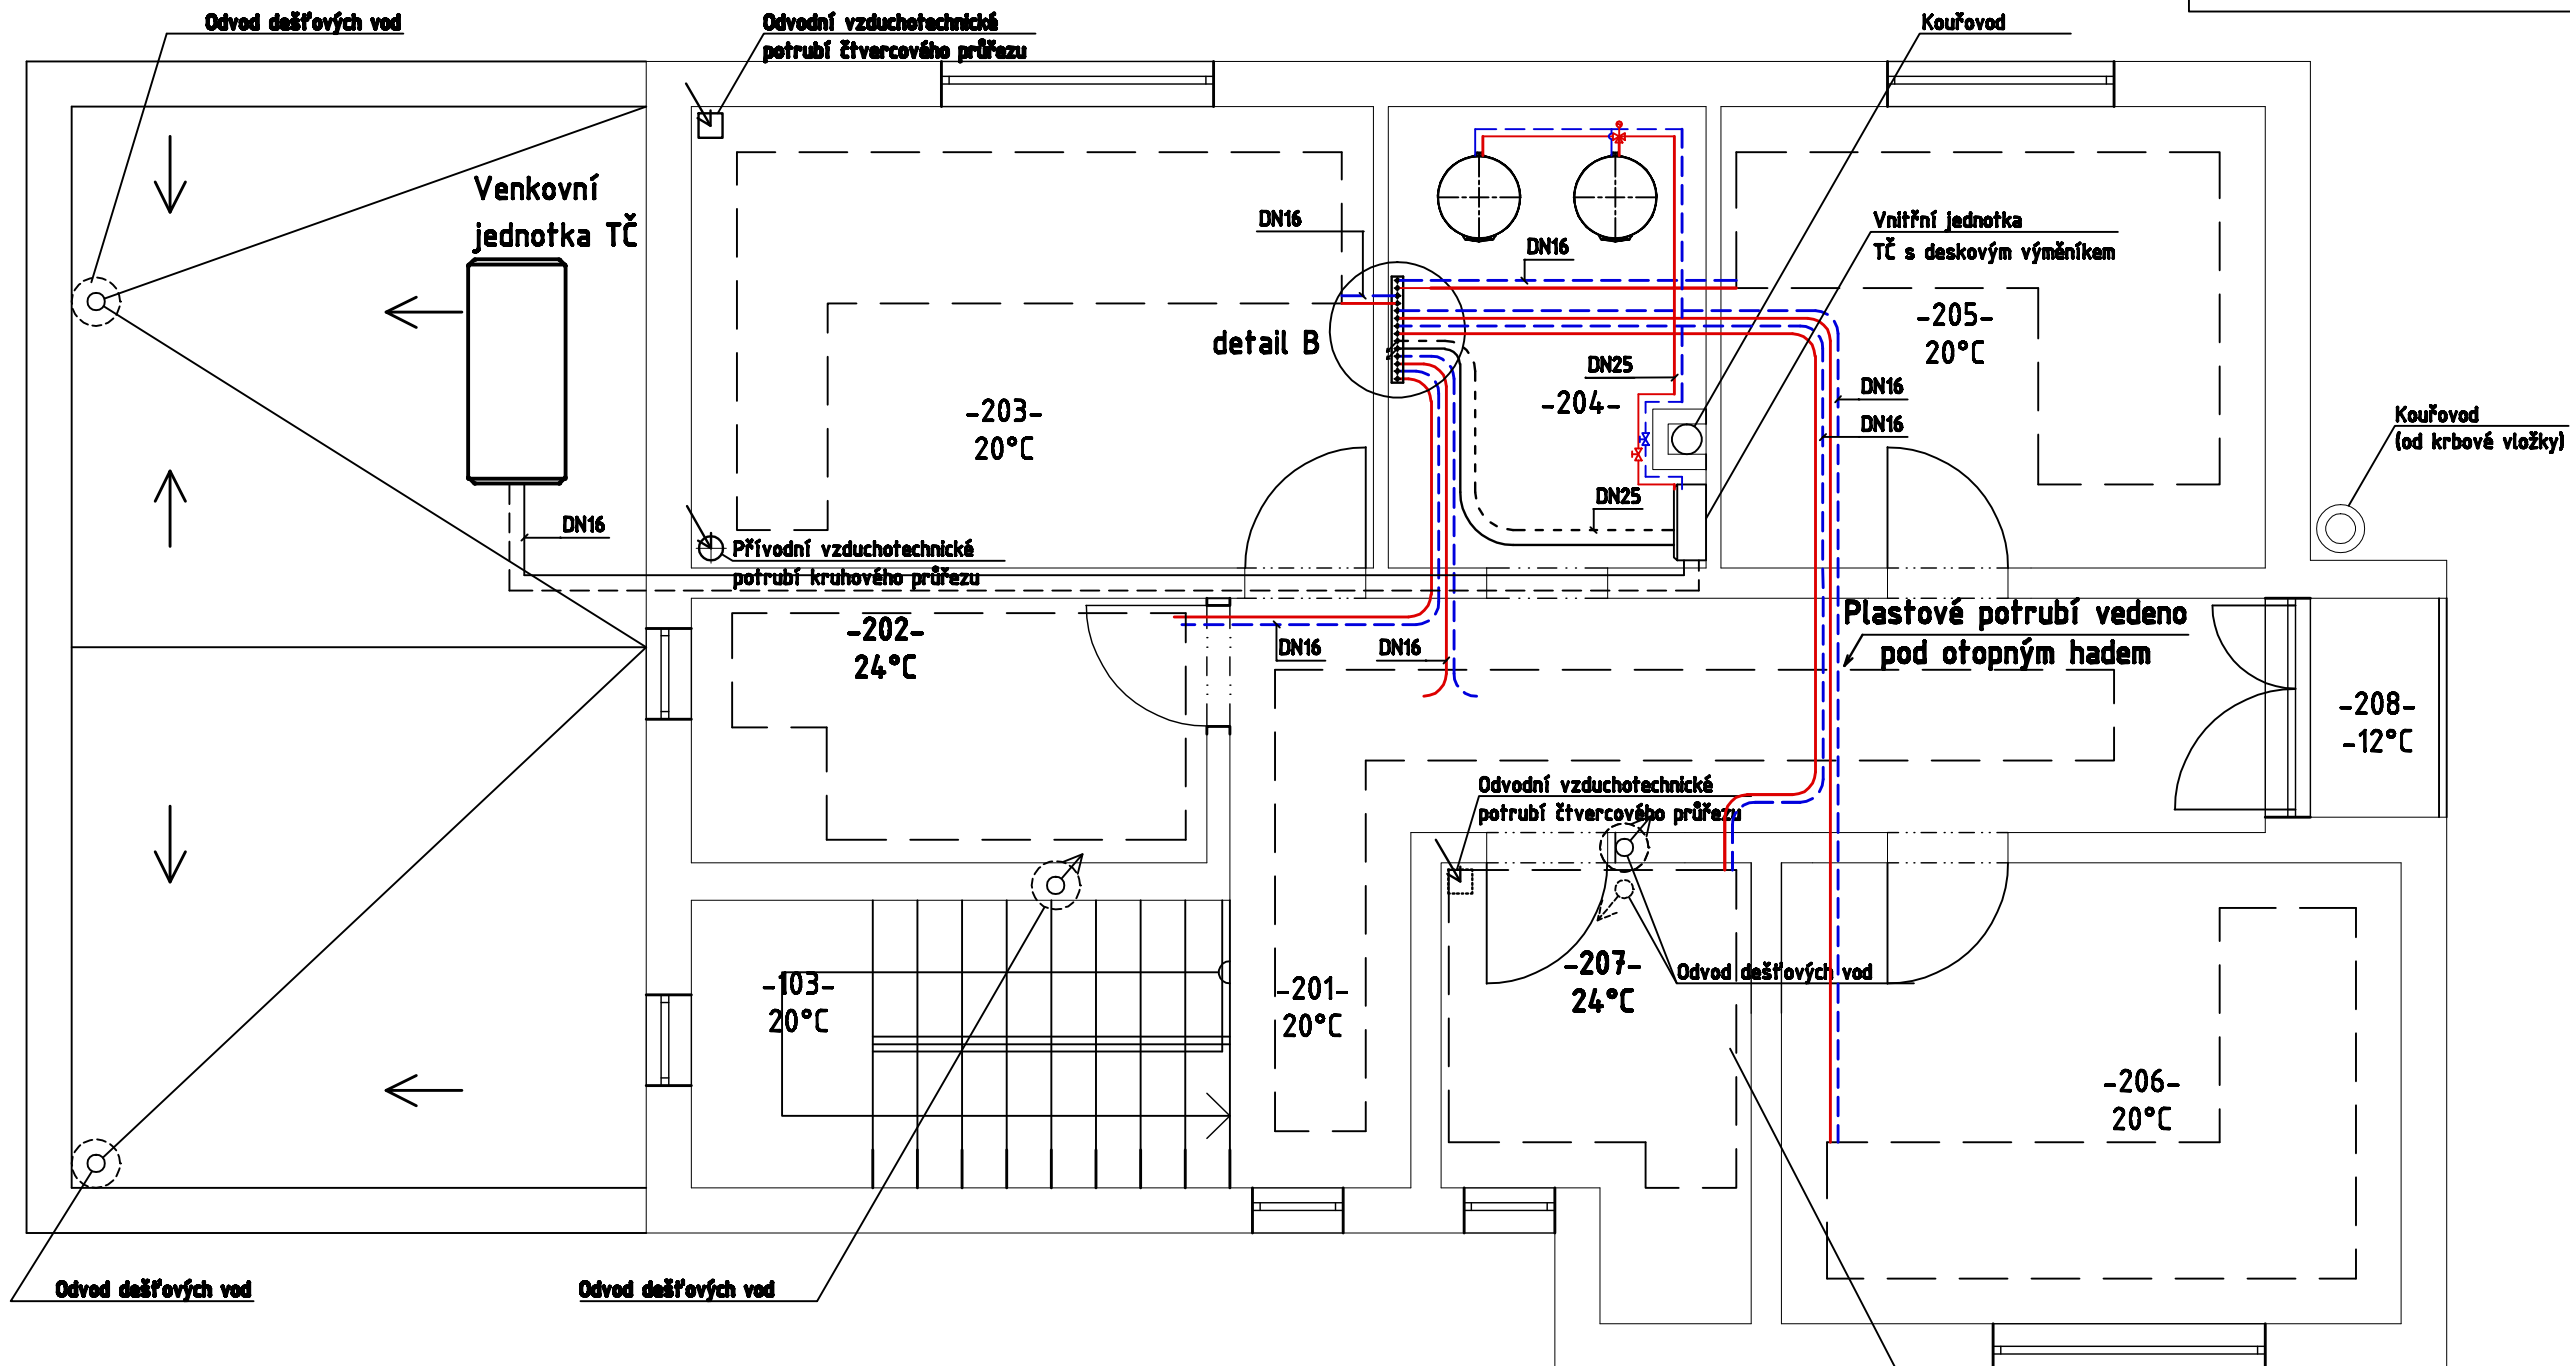 Odvod dešťových vod
Odvodní vzduchotechnické
potrubí čtvercového průřezu
Kouřovod
Venkovní
jednotka TČ
DN16
DN16
Vnitřní jednotka
TČ s deskovým výměníkem
detail B
-205-
20°C
DN25
-204-
DN16
DN16
-203-
20°C
Kouřovod
(od krbové vložky)
DN25
DN16
Přívodní vzduchotechnické
potrubí kruhového průřezu
Plastové potrubí vedeno
pod otopným hadem
-202-
24°C
DN16
DN16
-208-
-12°C
Odvodní vzduchotechnické
potrubí čtvercového průřezu
-207-
24°C
Odvod dešťových vod
-103-
20°C
-201-
20°C
-206-
20°C
Odvod dešťových vod
Odvod dešťových vod